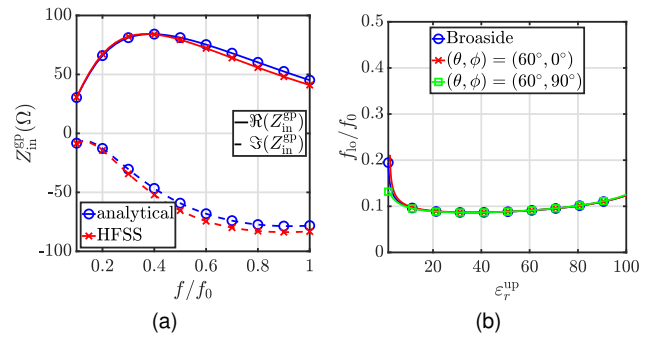 100
50
0
-50
-100
Z_in^gp(Ω)
ℜ(Z_in^gp)
ℑ(Z_in^gp)
analytical
HFSS
0.2 0.4 0.6 0.8 1
f/f_0
(a)
0.5
0.4
0.3
0.2
0.1
0
f_lo/f_0
Broaside
(θ, ϕ) = (60°, 0°)
(θ, ϕ) = (60°, 90°)
20 40 60 80 100
ε_r^up
(b)